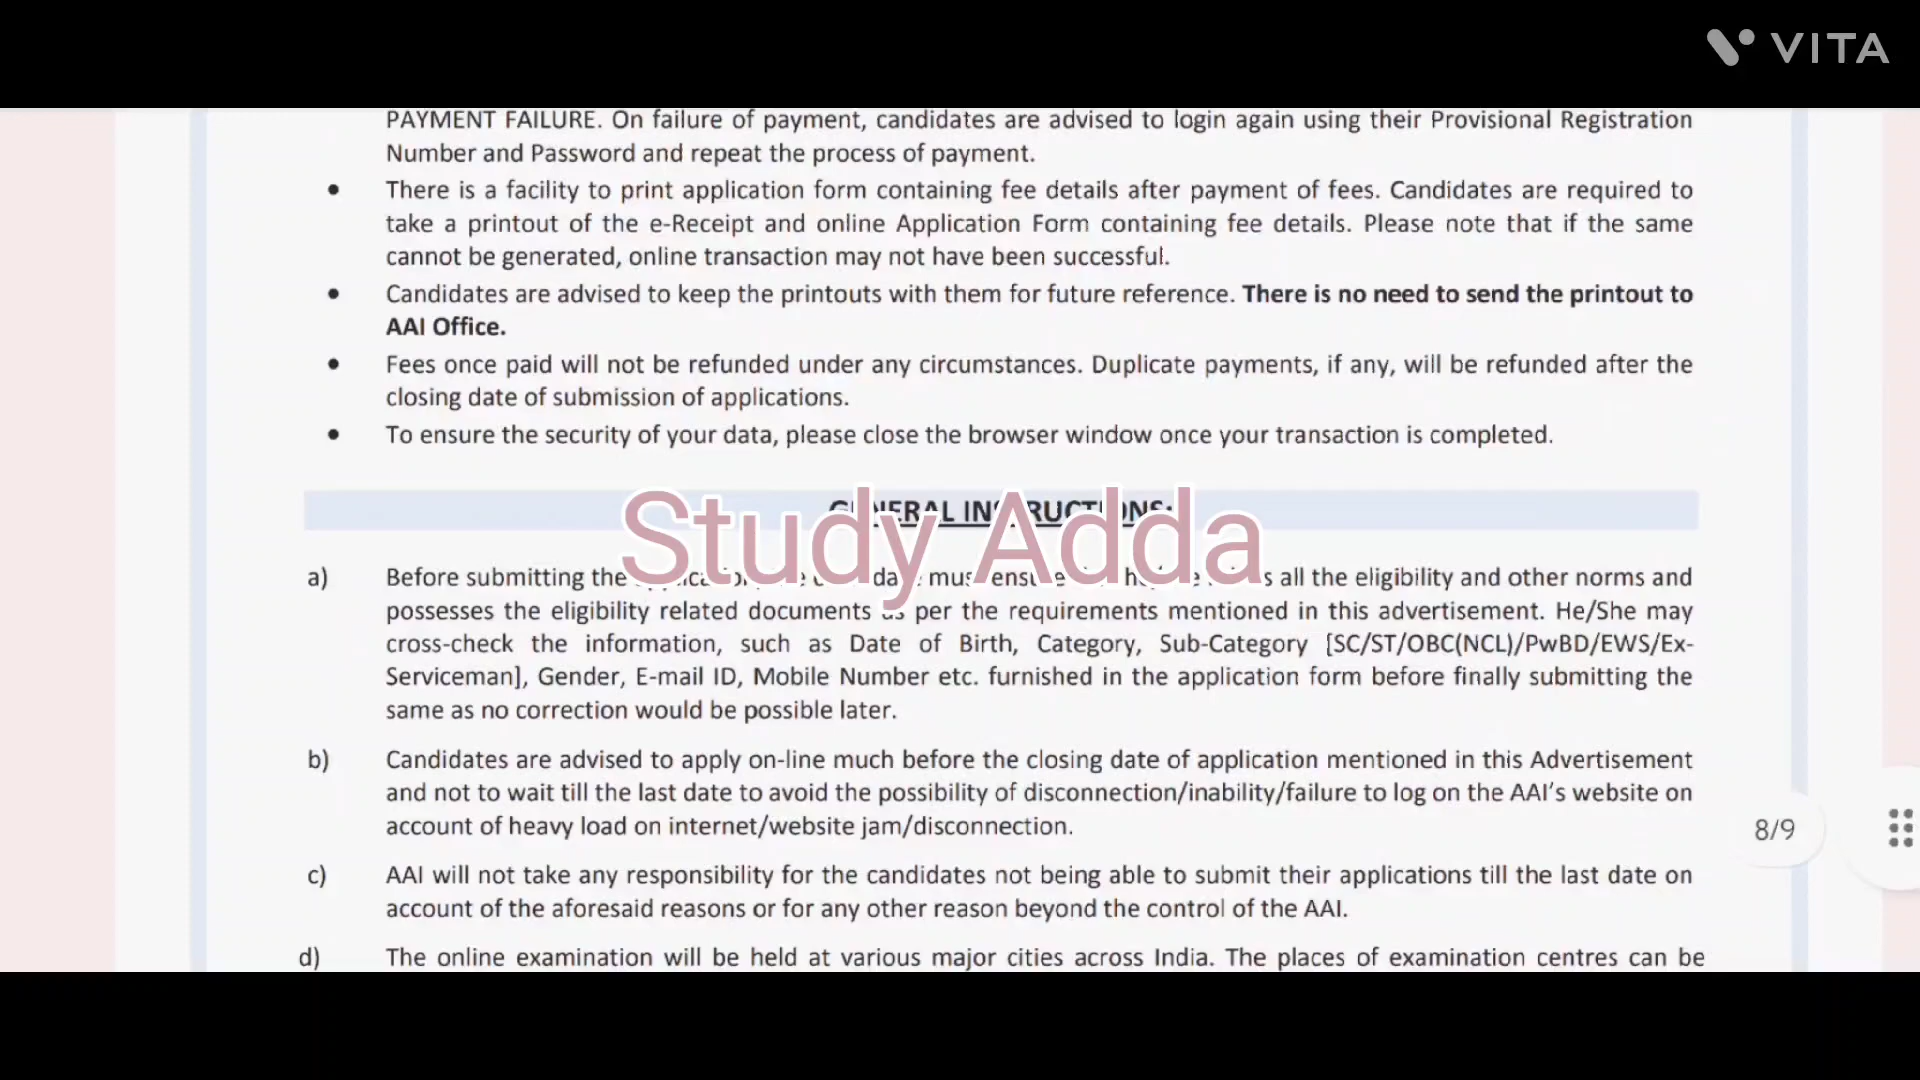 VITA
PAYMENT FAILURE. On failure of payment, candidates are advised to login again using their Provisional Registration
Number and Password and repeat the process of payment.
• There is a facility to print application form containing fee details after payment of fees. Candidates are required to
take a printout of the e-Receipt and online Application Form containing fee details. Please note that if the same
cannot be generated, online transaction may not have been successful.
• Candidates are advised to keep the printouts with them for future reference. There is no need to send the printout to
AAI Office.
• Fees once paid will not be refunded under any circumstances. Duplicate payments, if any, will be refunded after the
closing date of submission of applications.
• To ensure the security of your data, please close the browser window once your transaction is completed.
GENERAL INSTRUCTIONS:
Study Adda
a) Before submitting the all the eligibility and other norms and
possesses the eligibility related documents as per the requirements mentioned in this advertisement. He/She may
cross-check the information, such as Date of Birth, Category, Sub-Category [SC/ST/OBC(NCL)/PwBD/EWS/Ex-
Serviceman], Gender, E-mail ID, Mobile Number etc. furnished in the application form before finally submitting the
same as no correction would be possible later.
b) Candidates are advised to apply on-line much before the closing date of application mentioned in this Advertisement
and not to wait till the last date to avoid the possibility of disconnection/inability/failure to log on the AAI's website on
account of heavy load on internet/website jam/disconnection.
8/9
c) AAI will not take any responsibility for the candidates not being able to submit their applications till the last date on
account of the aforesaid reasons or for any other reason beyond the control of the AAI.
d) The online examination will be held at various major cities across India. The places of examination centres can be